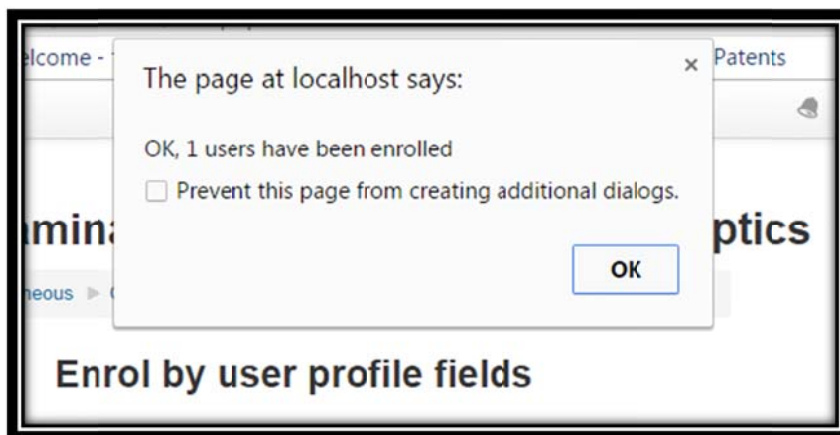 elcome -
Patents
The page at localhost says:
OK, 1 users have been enrolled
Prevent this page from creating additional dialogs.
OK
amina
ptics
neous
Enrol by user profile fields